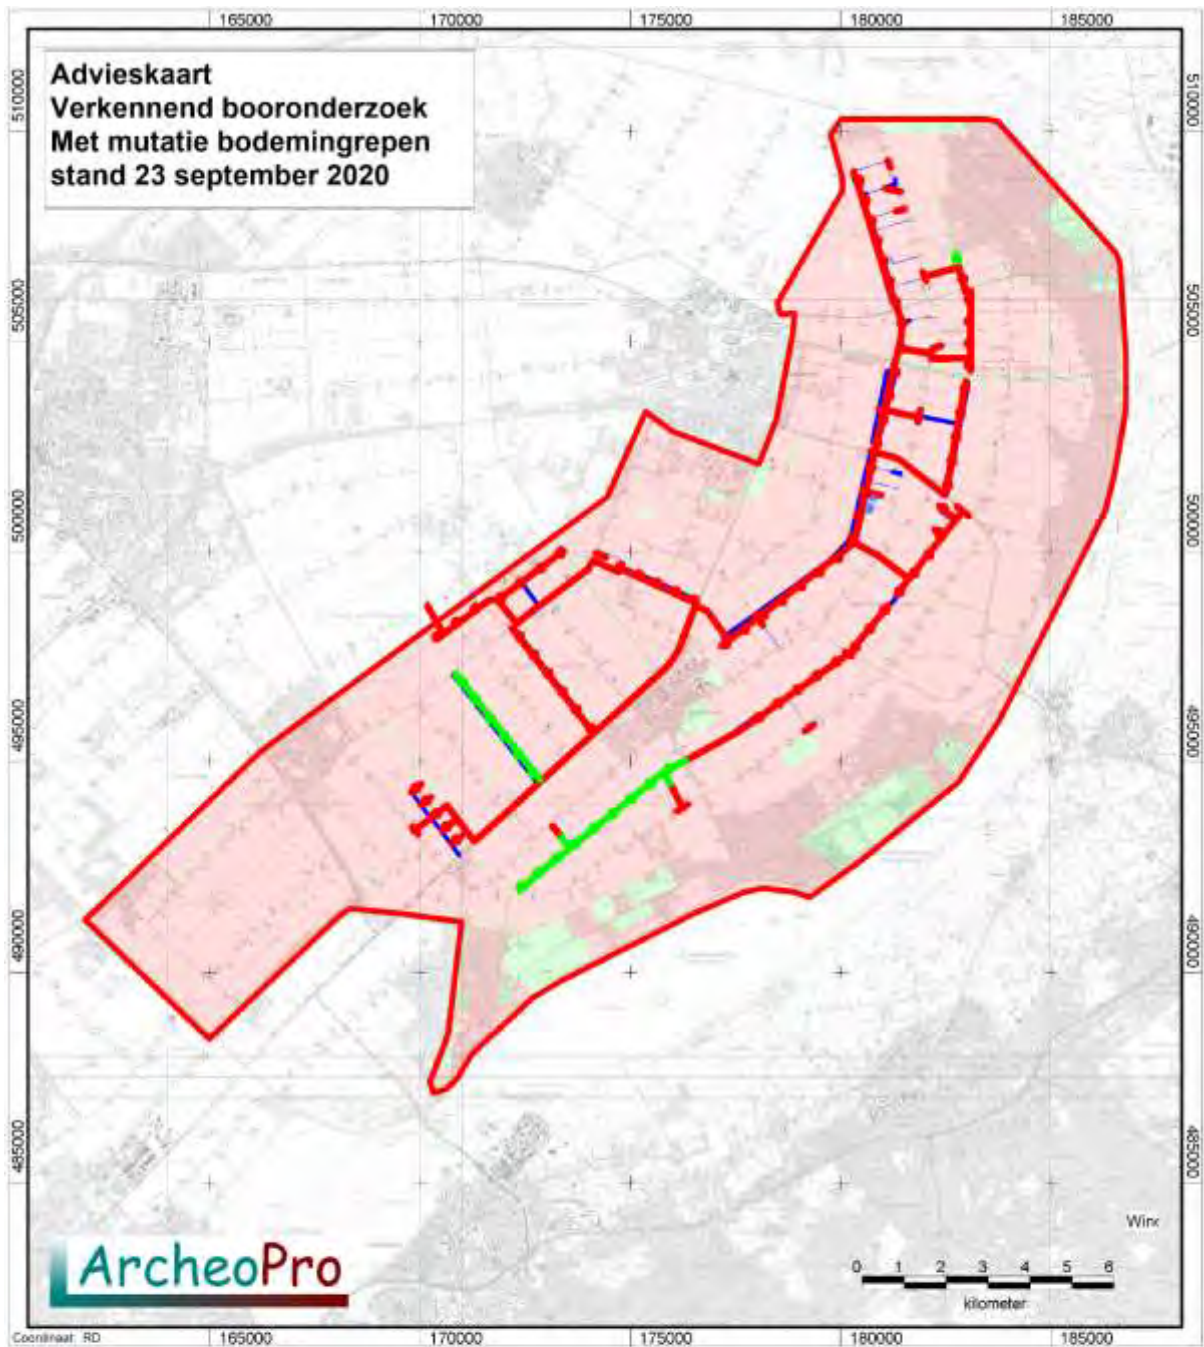 165000 170000 175000 180000 185000
Advieskaart
Verkennend booronderzoek
Met mutatie bodemingrepen
stand 23 september 2020
510000 510000
505000 505000
500000 500000
495000 495000
490000 490000
485000 485000
Winc
ArcheoPro
0 1 2 3 4 5 6
kilometer
Coordinaat RD
165000 170000 175000 180000 185000